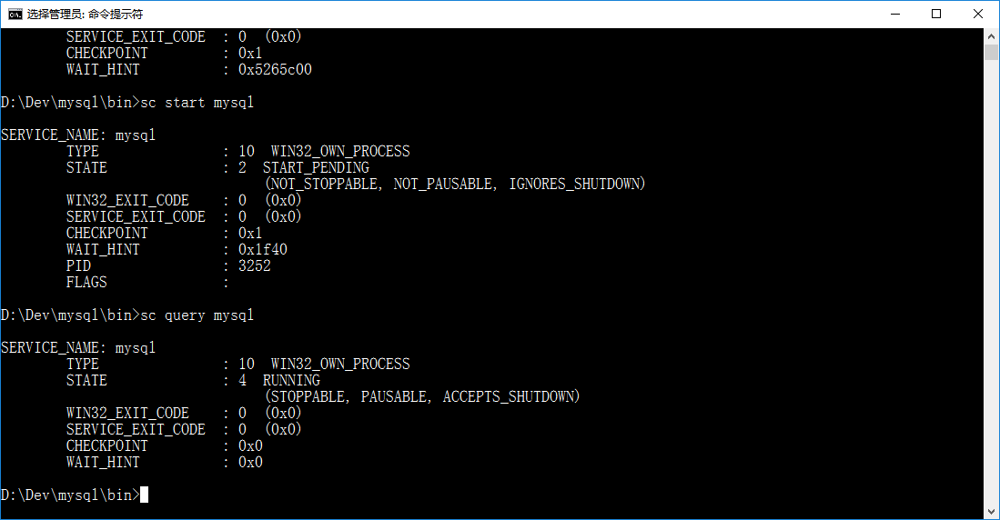 选择管理员: 命令提示符
SERVICE_EXIT_CODE  : 0  (0x0)
CHECKPOINT         : 0x1
WAIT_HINT          : 0x5265c00
D:\Dev\mysql\bin>sc start mysql
SERVICE_NAME: mysql
TYPE               : 10  WIN32_OWN_PROCESS
STATE              : 2  START_PENDING
(NOT_STOPPABLE, NOT_PAUSABLE, IGNORES_SHUTDOWN)
WIN32_EXIT_CODE    : 0  (0x0)
SERVICE_EXIT_CODE  : 0  (0x0)
CHECKPOINT         : 0x1
WAIT_HINT          : 0x1f40
PID                : 3252
FLAGS              :
D:\Dev\mysql\bin>sc query mysql
SERVICE_NAME: mysql
TYPE               : 10  WIN32_OWN_PROCESS
STATE              : 4  RUNNING
(STOPPABLE, PAUSABLE, ACCEPTS_SHUTDOWN)
WIN32_EXIT_CODE    : 0  (0x0)
SERVICE_EXIT_CODE  : 0  (0x0)
CHECKPOINT         : 0x0
WAIT_HINT          : 0x0
D:\Dev\mysql\bin>